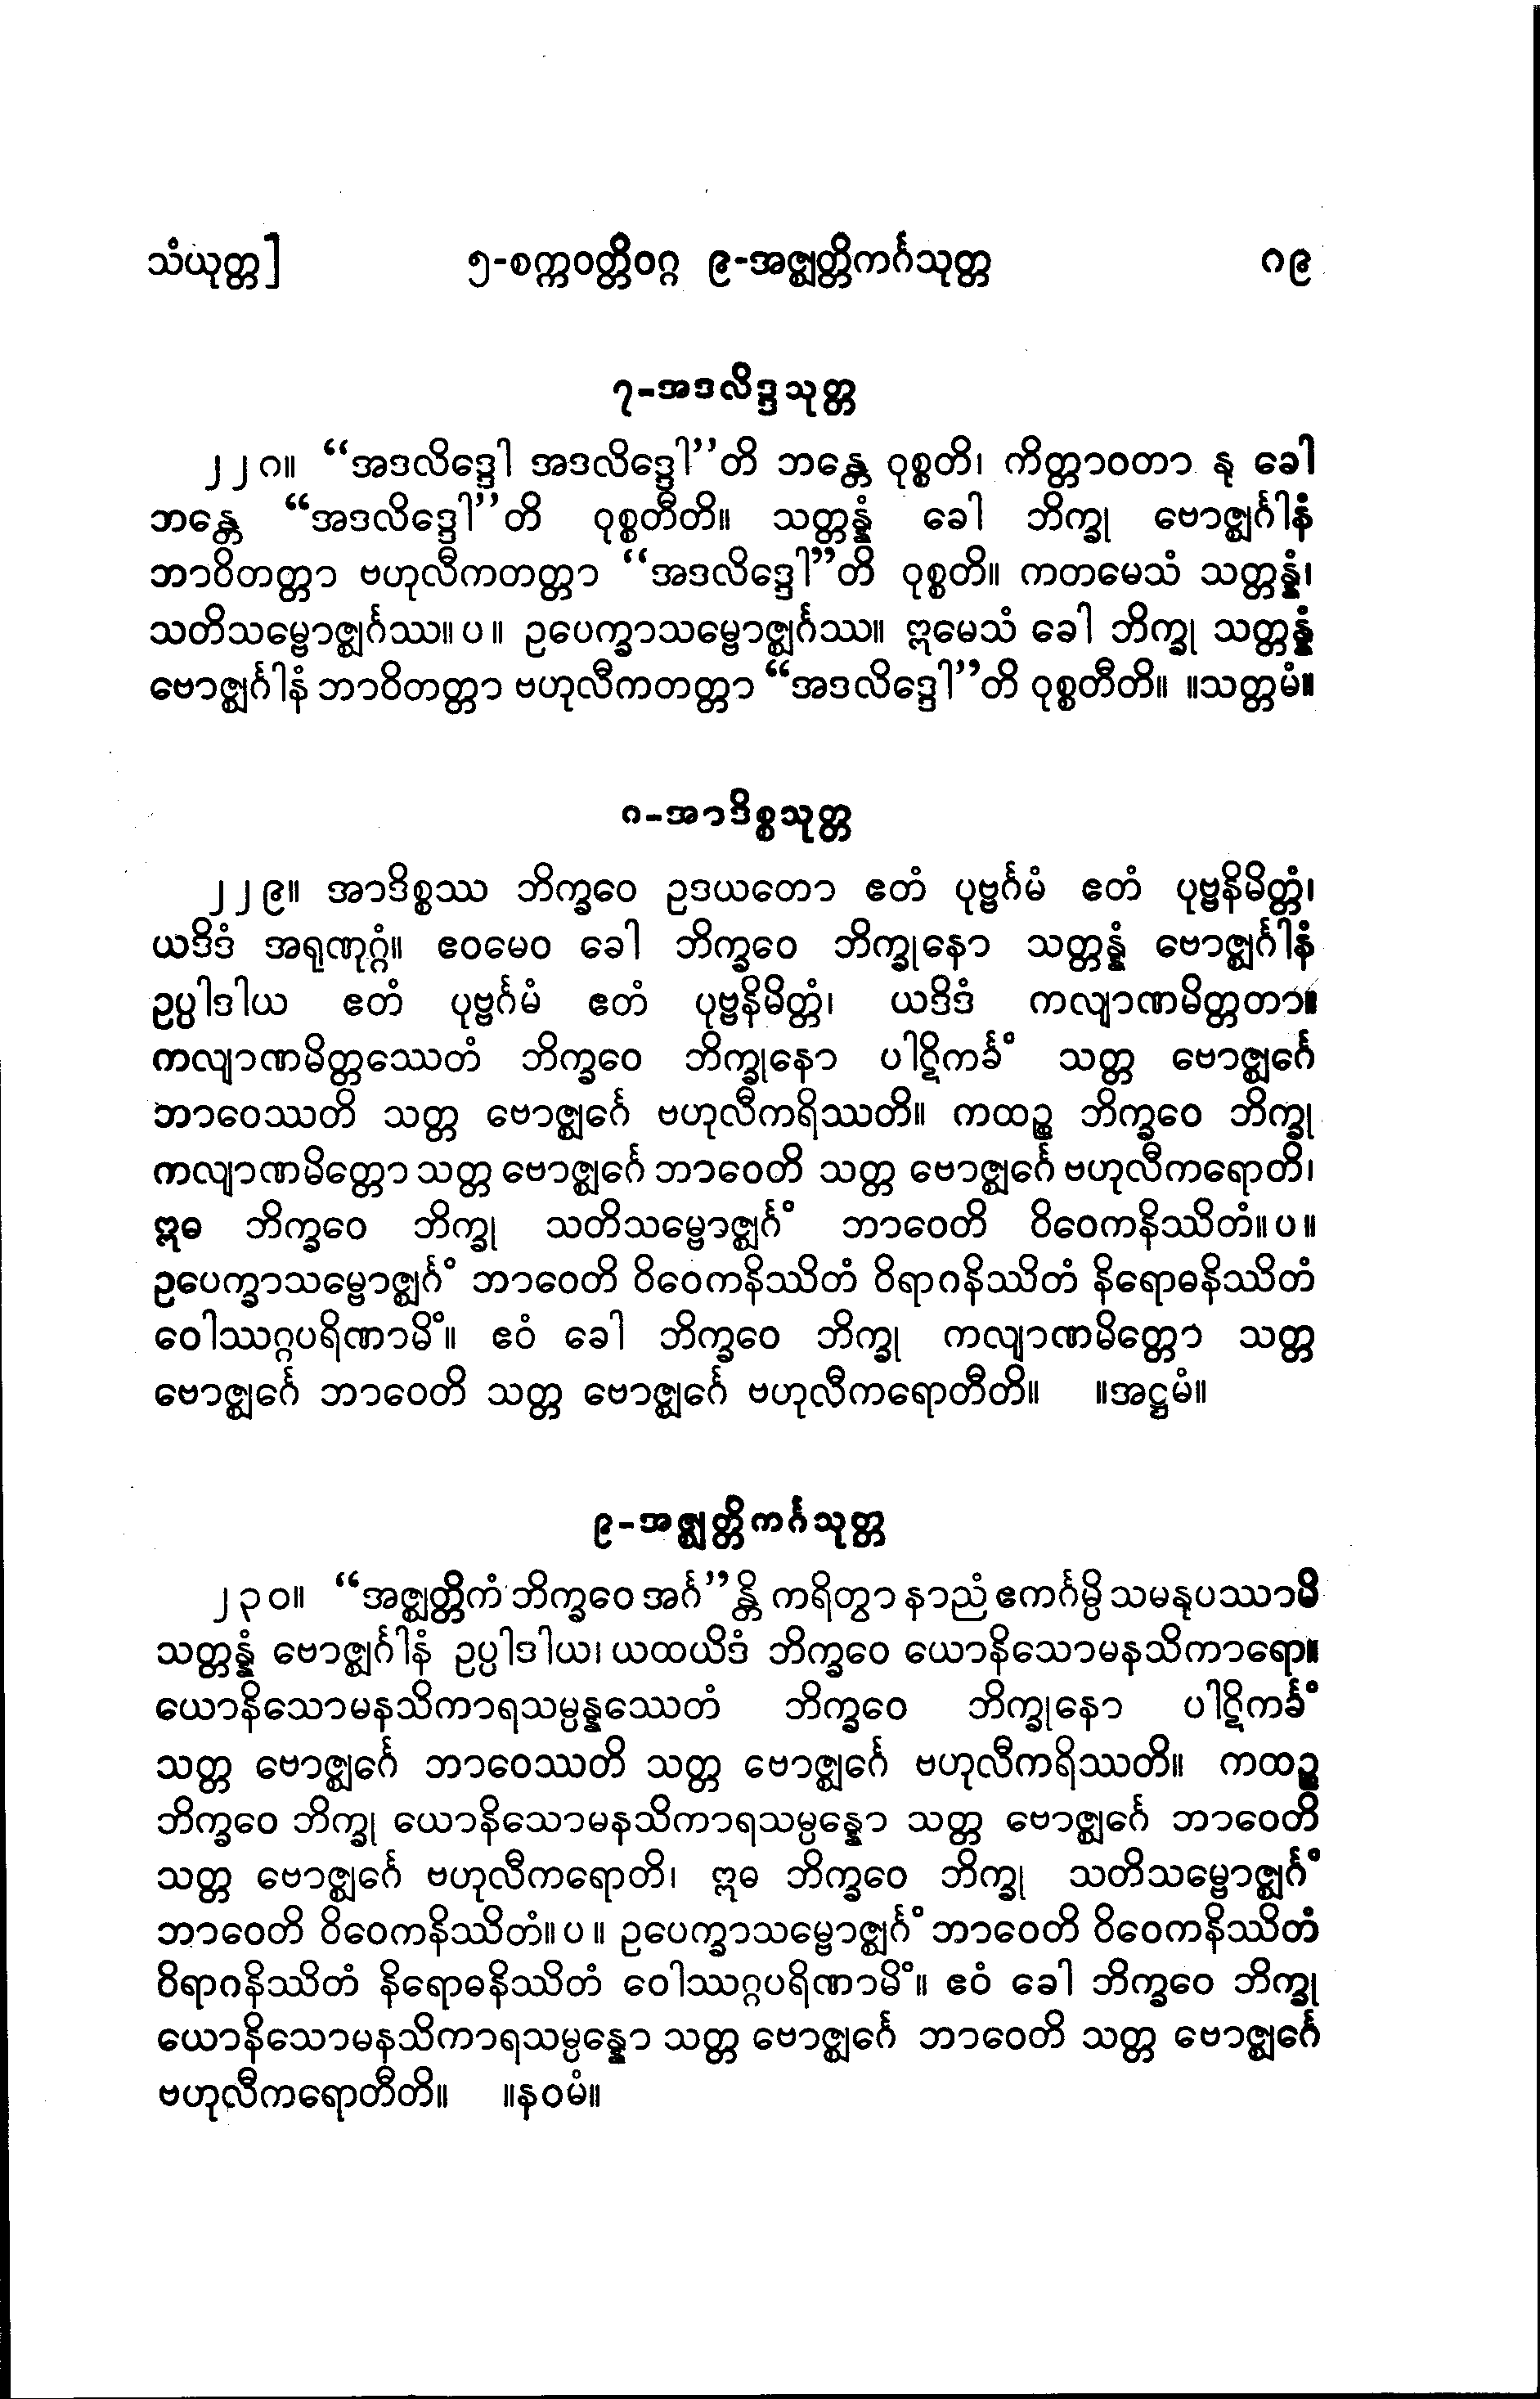 သံယုတ္တ] ၅-စက္ကဝတ္တိဝဂ္ဂ ၉-အဇ္ဈတ္တိကင်္ဂသုတ္တ ၈၉
၇-အဒလိဒ္ဒသုတ္တ
၂၂၈။ “အဒလိဒ္ဒေါ အဒလိဒ္ဒေါ”တိ ဘန္တေ ဝုစ္စတိ၊ ကိတ္တာဝတာ နု ခေါ
ဘန္တေ “အဒလိဒ္ဒေါ”တိ ဝုစ္စတီတိ။ သတ္တန္နံ ခေါ ဘိက္ခု ဗောဇ္ဈင်္ဂါနံ
ဘာဝိတတ္တာ ဗဟုလီကတတ္တာ “အဒလိဒ္ဒေါ”တိ ဝုစ္စတိ။ ကတမေသံ သတ္တန္နံ၊
သတိသမ္ဗောဇ္ဈင်္ဂဿ။ပ။ ဥပေက္ခာသမ္ဗောဇ္ဈင်္ဂဿ။ ဣမေသံ ခေါ ဘိက္ခု သတ္တန္နံ
ဗောဇ္ဈင်္ဂါနံ ဘာဝိတတ္တာ ဗဟုလီကတတ္တာ “အဒလိဒ္ဒေါ”တိ ဝုစ္စတီတိ။ ။သတ္တမံ။
၈-အာဒိစ္စသုတ္တ
၂၂၉။ အာဒိစ္စဿ ဘိက္ခဝေ ဥဒယတော ဧတံ ပုဗ္ဗင်္ဂမံ ဧတံ ပုဗ္ဗနိမိတ္တံ၊
ယဒိဒံ အရုဏုဂ္ဂံ။ ဧဝမေဝ ခေါ ဘိက္ခဝေ ဘိက္ခုနော သတ္တန္နံ ဗောဇ္ဈင်္ဂါနံ
ဥပ္ပါဒါယ ဧတံ ပုဗ္ဗင်္ဂမံ ဧတံ ပုဗ္ဗနိမိတ္တံ၊ ယဒိဒံ ကလျာဏမိတ္တတာ။
ကလျာဏမိတ္တဿေတံ ဘိက္ခဝေ ဘိက္ခုနော ပါဋိကင်္ခံ သတ္တ ဗောဇ္ဈင်္ဂေ
ဘာဝေဿတိ သတ္တ ဗောဇ္ဈင်္ဂေ ဗဟုလီကရိဿတိ။ ကထဉ္စ ဘိက္ခဝေ ဘိက္ခု
ကလျာဏမိတ္တော သတ္တ ဗောဇ္ဈင်္ဂေ ဘာဝေတိ သတ္တ ဗောဇ္ဈင်္ဂေ ဗဟုလီကရောတိ၊
ဣဓ ဘိက္ခဝေ ဘိက္ခု သတိသမ္ဗောဇ္ဈင်္ဂံ ဘာဝေတိ ဝိဝေကနိဿိတံ။ပ။
ဥပေက္ခာသမ္ဗောဇ္ဈင်္ဂံ ဘာဝေတိ ဝိဝေကနိဿိတံ ဝိရာဂနိဿိတံ နိရောဓနိဿိတံ
ဝေါဿဂ္ဂပရိဏာမိံ။ ဧဝံ ခေါ ဘိက္ခဝေ ဘိက္ခု ကလျာဏမိတ္တော သတ္တ
ဗောဇ္ဈင်္ဂေ ဘာဝေတိ သတ္တ ဗောဇ္ဈင်္ဂေ ဗဟုလီကရောတီတိ။ ။အဋ္ဌမံ။
၉-အဇ္ဈတ္တိကင်္ဂသုတ္တ
၂၃၀။ “အဇ္ဈတ္တိကံ ဘိက္ခဝေ အင်္ဂ”န္တိ ကရိတွာ နာညံ ဧကင်္ဂမ္ပိ သမနုပဿာမိ
သတ္တန္နံ ဗောဇ္ဈင်္ဂါနံ ဥပ္ပါဒါယ၊ ယထယိဒံ ဘိက္ခဝေ ယောနိသောမနသိကာရော။
ယောနိသောမနသိကာရသမ္ပန္နဿေတံ ဘိက္ခဝေ ဘိက္ခုနော ပါဋိကင်္ခံ
သတ္တ ဗောဇ္ဈင်္ဂေ ဘာဝေဿတိ သတ္တ ဗောဇ္ဈင်္ဂေ ဗဟုလီကရိဿတိ။ ကထဉ္စ
ဘိက္ခဝေ ဘိက္ခု ယောနိသောမနသိကာရသမ္ပန္နော သတ္တ ဗောဇ္ဈင်္ဂေ ဘာဝေတိ
သတ္တ ဗောဇ္ဈင်္ဂေ ဗဟုလီကရောတိ၊ ဣဓ ဘိက္ခဝေ ဘိက္ခု သတိသမ္ဗောဇ္ဈင်္ဂံ
ဘာဝေတိ ဝိဝေကနိဿိတံ။ပ။ ဥပေက္ခာသမ္ဗောဇ္ဈင်္ဂံ ဘာဝေတိ ဝိဝေကနိဿိတံ
ဝိရာဂနိဿိတံ နိရောဓနိဿိတံ ဝေါဿဂ္ဂပရိဏာမိံ။ ဧဝံ ခေါ ဘိက္ခဝေ ဘိက္ခု
ယောနိသောမနသိကာရသမ္ပန္နော သတ္တ ဗောဇ္ဈင်္ဂေ ဘာဝေတိ သတ္တ ဗောဇ္ဈင်္ဂေ
ဗဟုလီကရောတီတိ။ ။နဝမံ။